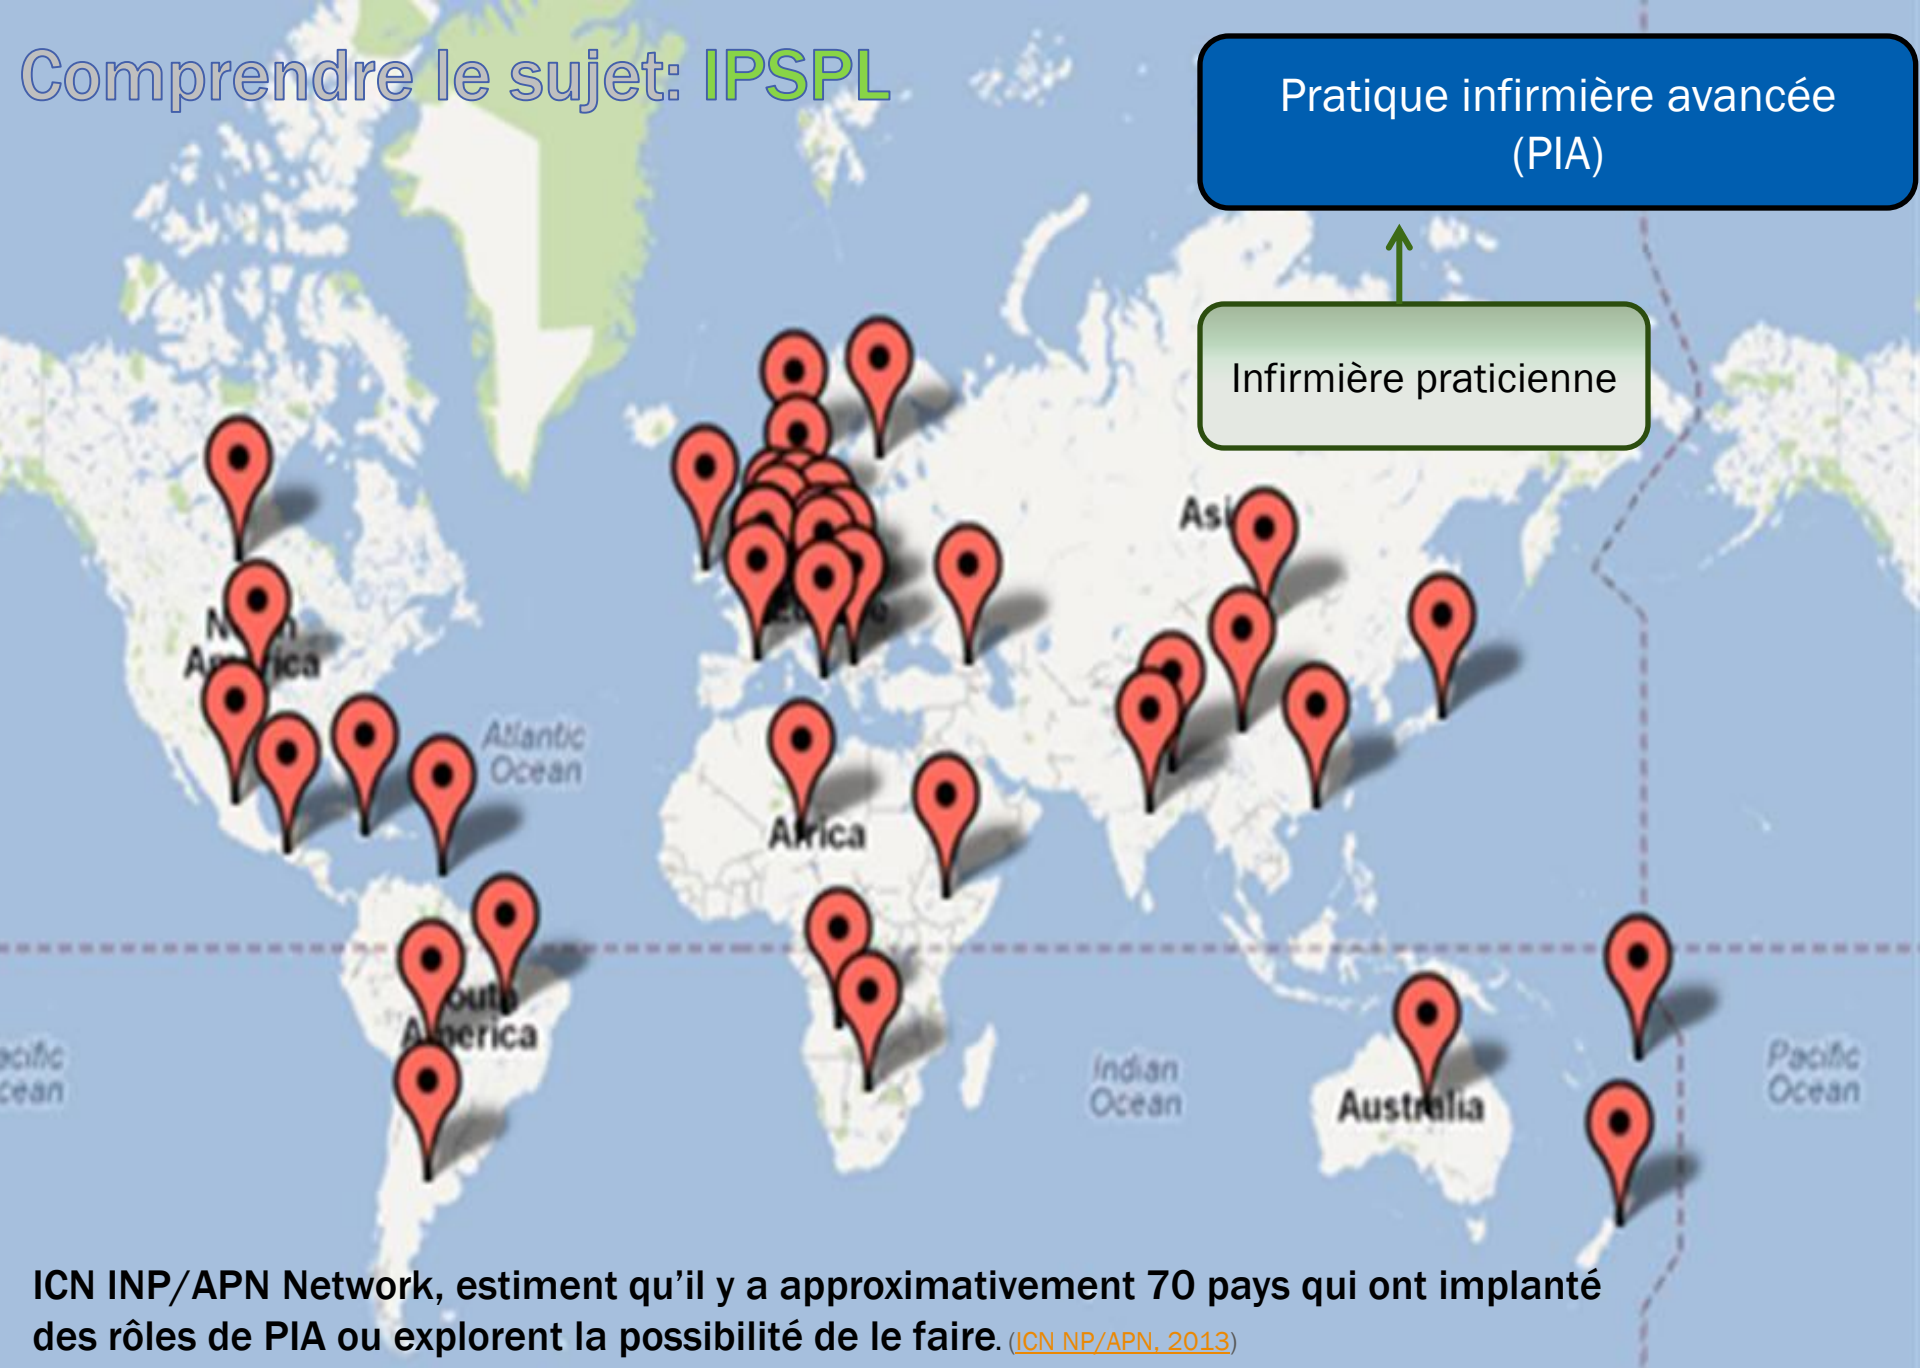 Comprendre le sujet: IPSPL
Pratique infirmière avancée
(PIA)
Infirmière praticienne
Atlantic
Ocean
Africa
America
Indian
Ocean
Australia
Pacific
Ocean
ICN INP/APN Network, estiment qu’il y a approximativement 70 pays qui ont implanté
des rôles de PIA ou explorent la possibilité de le faire. (ICN NP/APN, 2013)